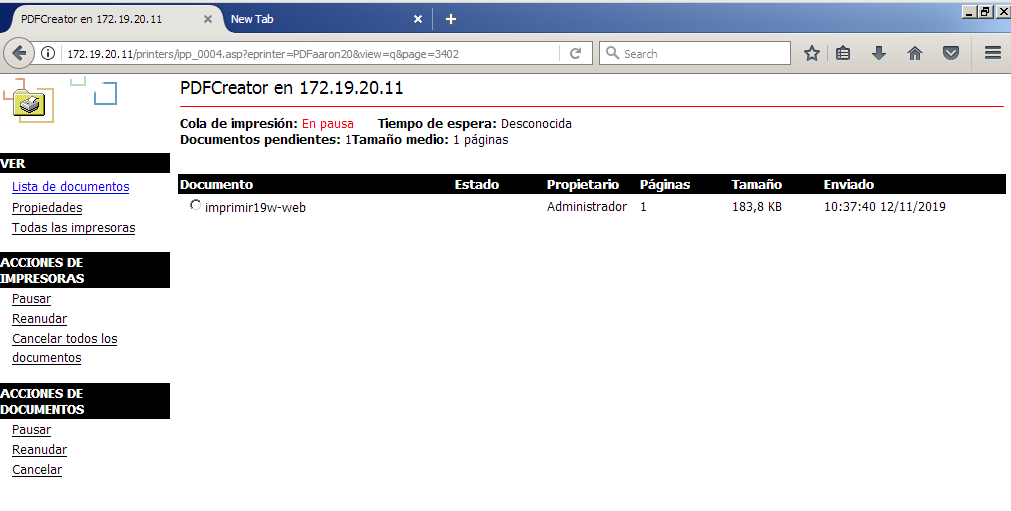 PDFCreator en 172.19.20.11
New Tab
172.19.20.11/printers/ipp_0004.asp?eprinter=PDFaaron20&view=q&page=3402
Search
PDFCreator en 172.19.20.11
Cola de impresión: En pausa Tiempo de espera: Desconocida
Documentos pendientes: 1Tamaño medio: 1 páginas
VER
Lista de documentos
Propiedades
Todas las impresoras
ACCIONES DE
IMPRESORAS
Pausar
Reanudar
Cancelar todos los
documentos
ACCIONES DE
DOCUMENTOS
Pausar
Reanudar
Cancelar
Documento Estado Propietario Páginas Tamaño Enviado
imprimir19w-web Administrador 1 183,8 KB 10:37:40 12/11/2019